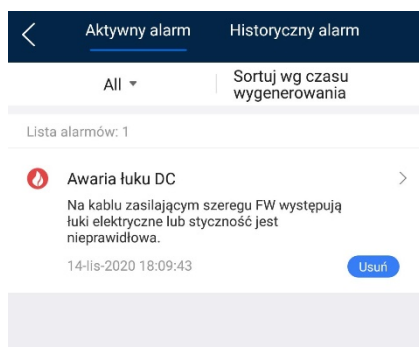 Aktywny alarm Historyczny alarm
All Sortuj wg czasu
wygenerowania
Lista alarmów: 1
Awaria łuku DC
Na kablu zasilającym szeregu FW występują
łuki elektryczne lub styczność jest
nieprawidłowa.
14-lis-2020 18:09:43 Usuń